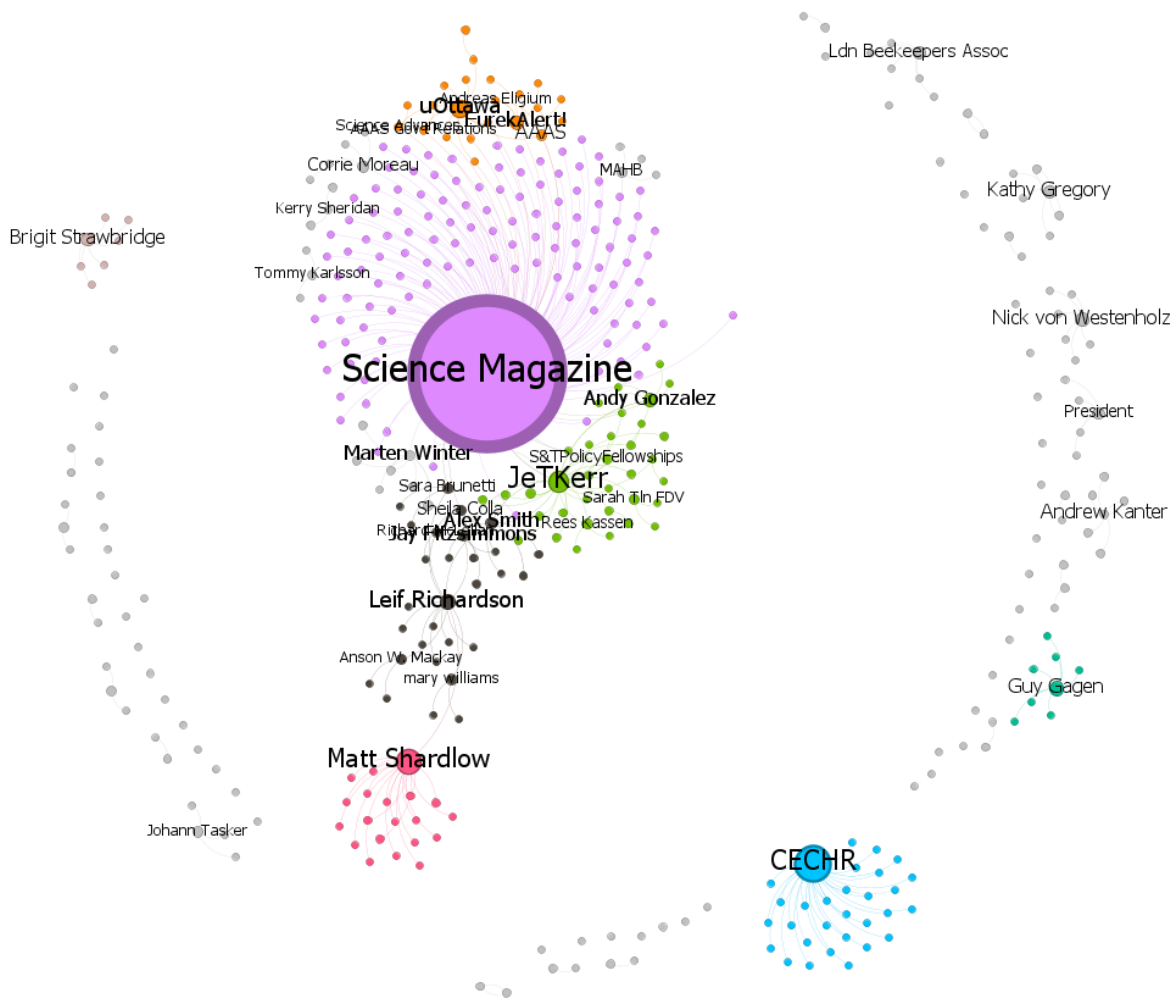 Ldn Beekeepers Assoc
Andreas Eligium
uOttawa
EurekAlert!
Science Advances
AAAS Govt Relations
AAAS
Corrie Moreau
MAHB
Kathy Gregory
Kerry Sheridan
Brigit Strawbridge
Tommy Karlsson
Nick von Westenholz
Science Magazine
Andy Gonzalez
President
Marten Winter
S&TPolicyFellowships
JeTKerr
Sara Brunetti
Sarah Tln FDV
Sheila Colla
Andrew Kanter
Alex Smith
Rees Kassen
Jay Fitzsimmons
Leif Richardson
Anson W. Mackay
mary williams
Guy Gagen
Matt Shardlow
Johann Tasker
CECHR